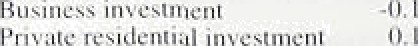 Business investment -0.1
Private residential investment 0.1